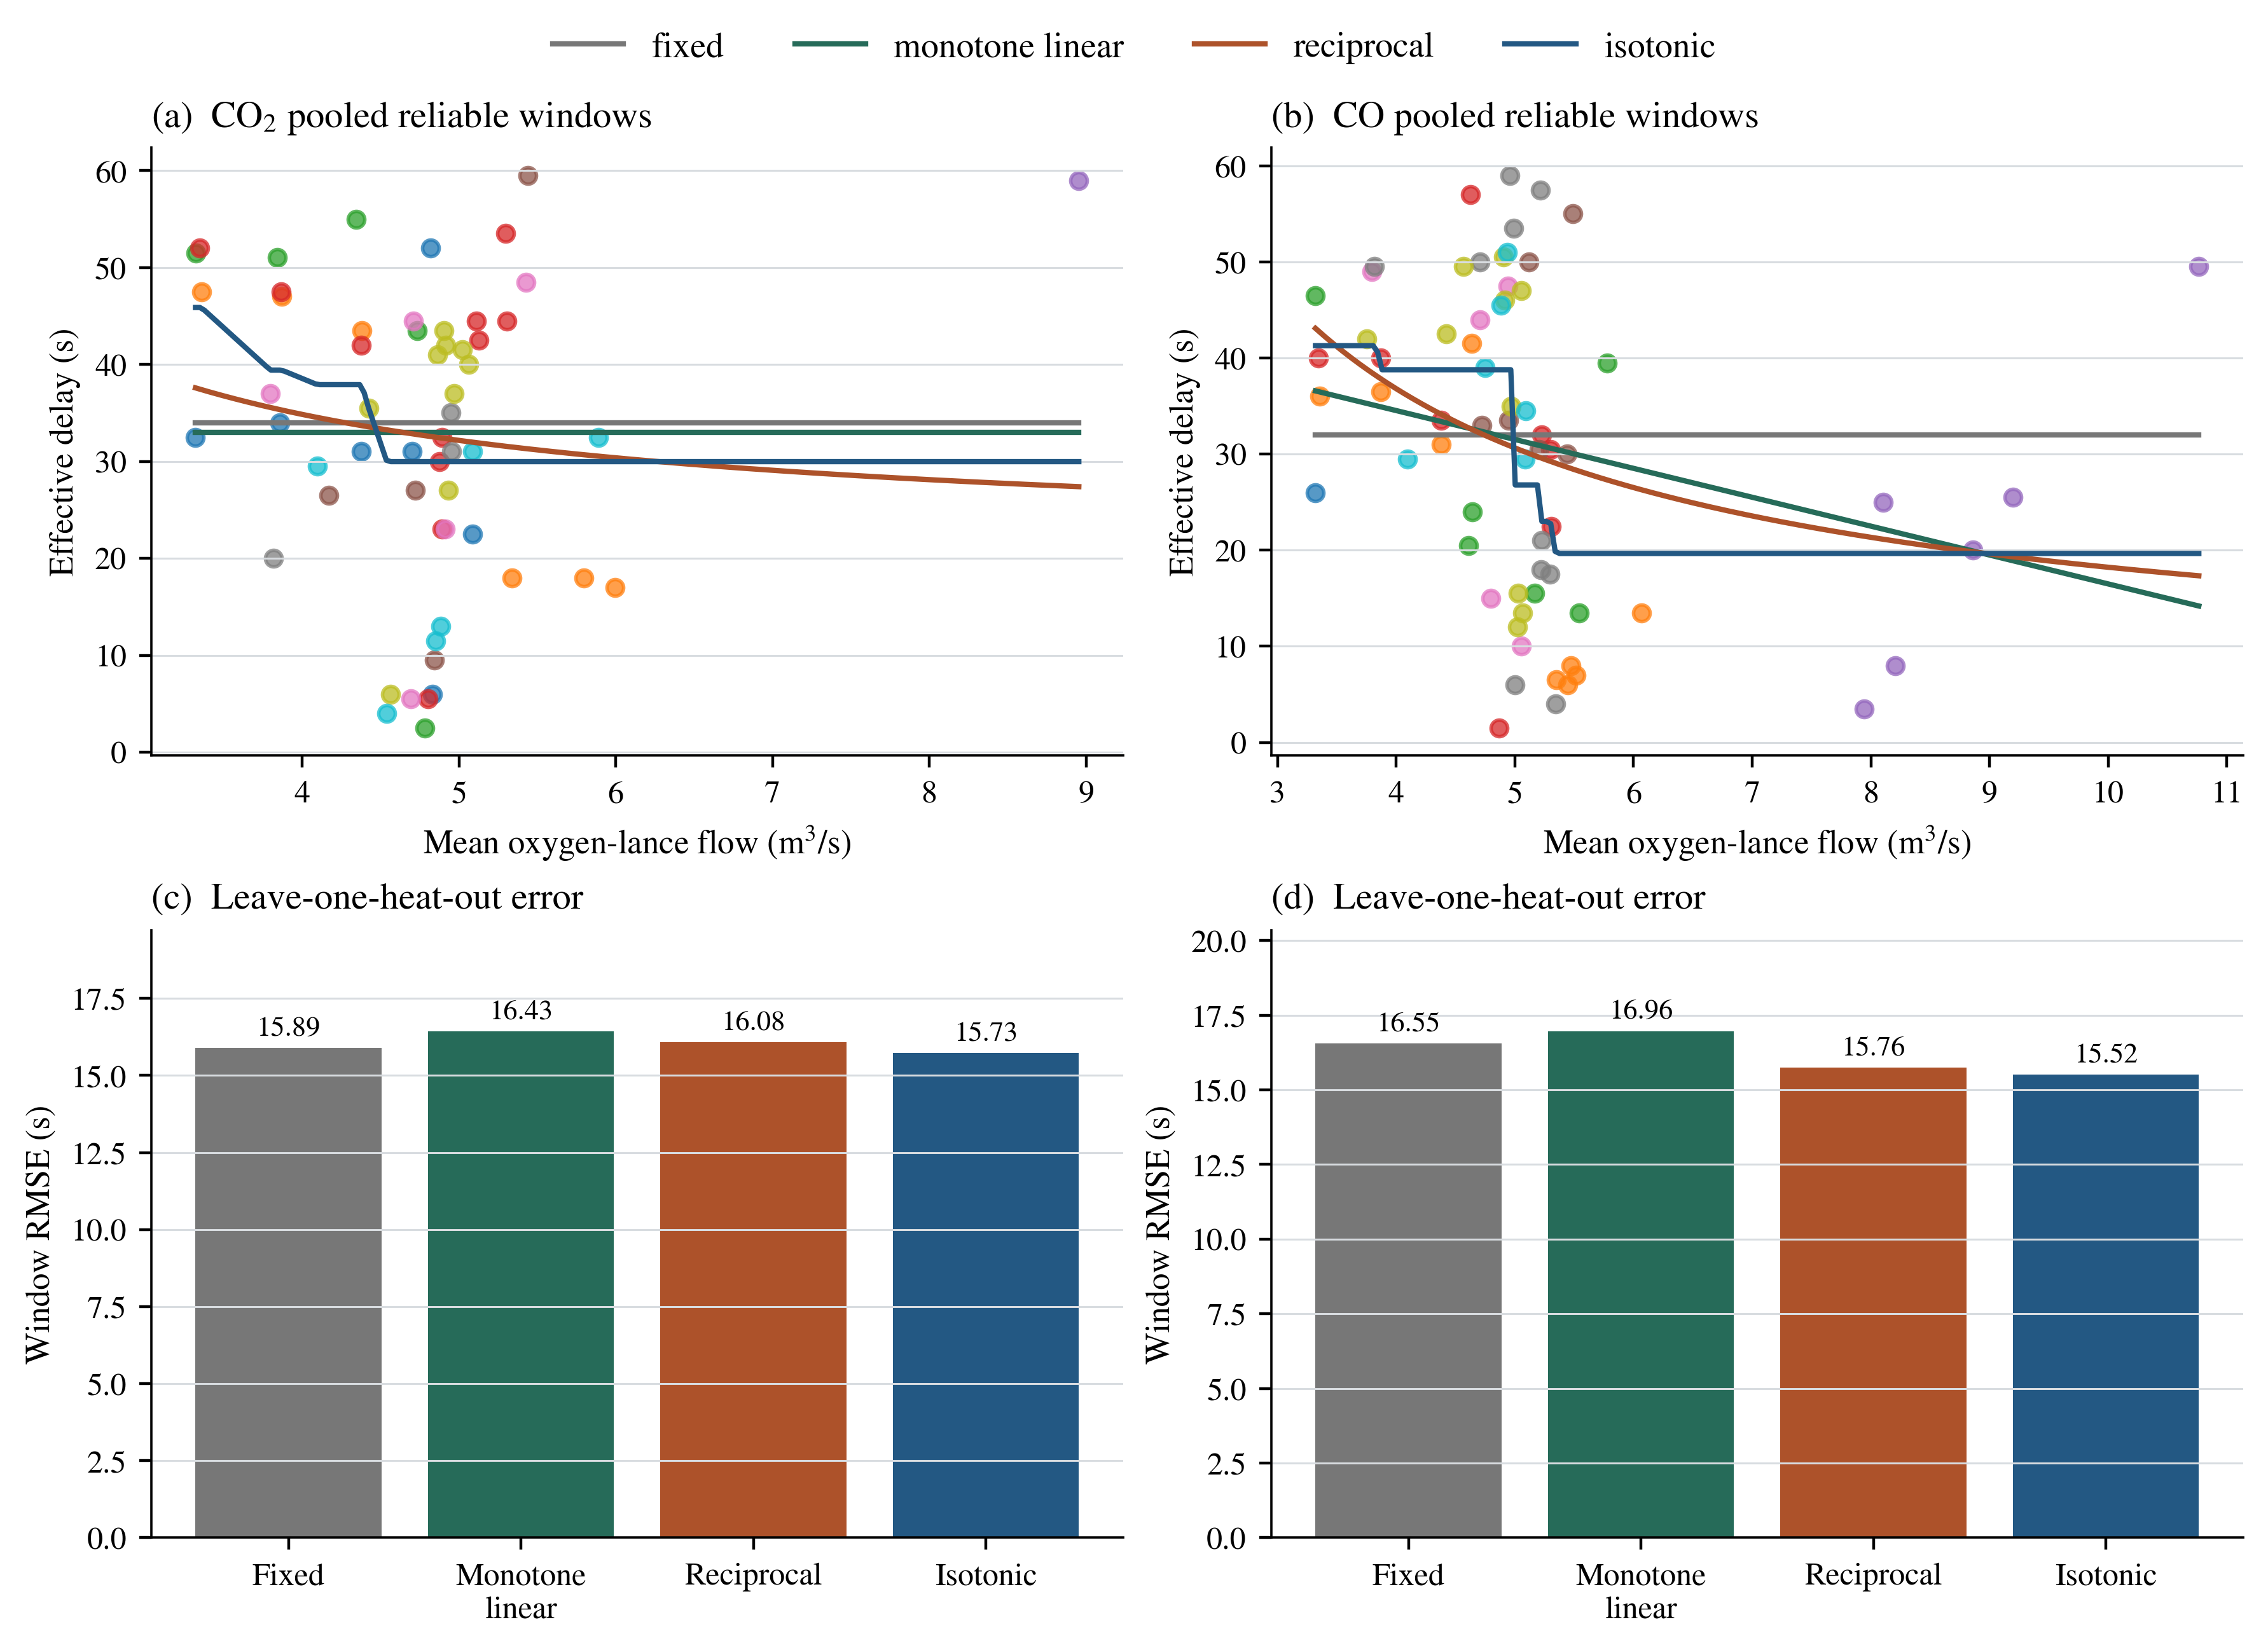 fixed
monotone linear
reciprocal
isotonic
(a) CO₂ pooled reliable windows
Effective delay (s)
60
50
40
30
20
10
0
4
5
6
7
8
9
Mean oxygen-lance flow (m³/s)
(b) CO pooled reliable windows
Effective delay (s)
60
50
40
30
20
10
0
3
4
5
6
7
8
9
10
11
Mean oxygen-lance flow (m³/s)
(c) Leave-one-heat-out error
Window RMSE (s)
17.5
15.0
12.5
10.0
7.5
5.0
2.5
0.0
15.89
16.43
16.08
15.73
Fixed
Monotone
linear
Reciprocal
Isotonic
(d) Leave-one-heat-out error
Window RMSE (s)
20.0
17.5
15.0
12.5
10.0
7.5
5.0
2.5
0.0
16.55
16.96
15.76
15.52
Fixed
Monotone
linear
Reciprocal
Isotonic